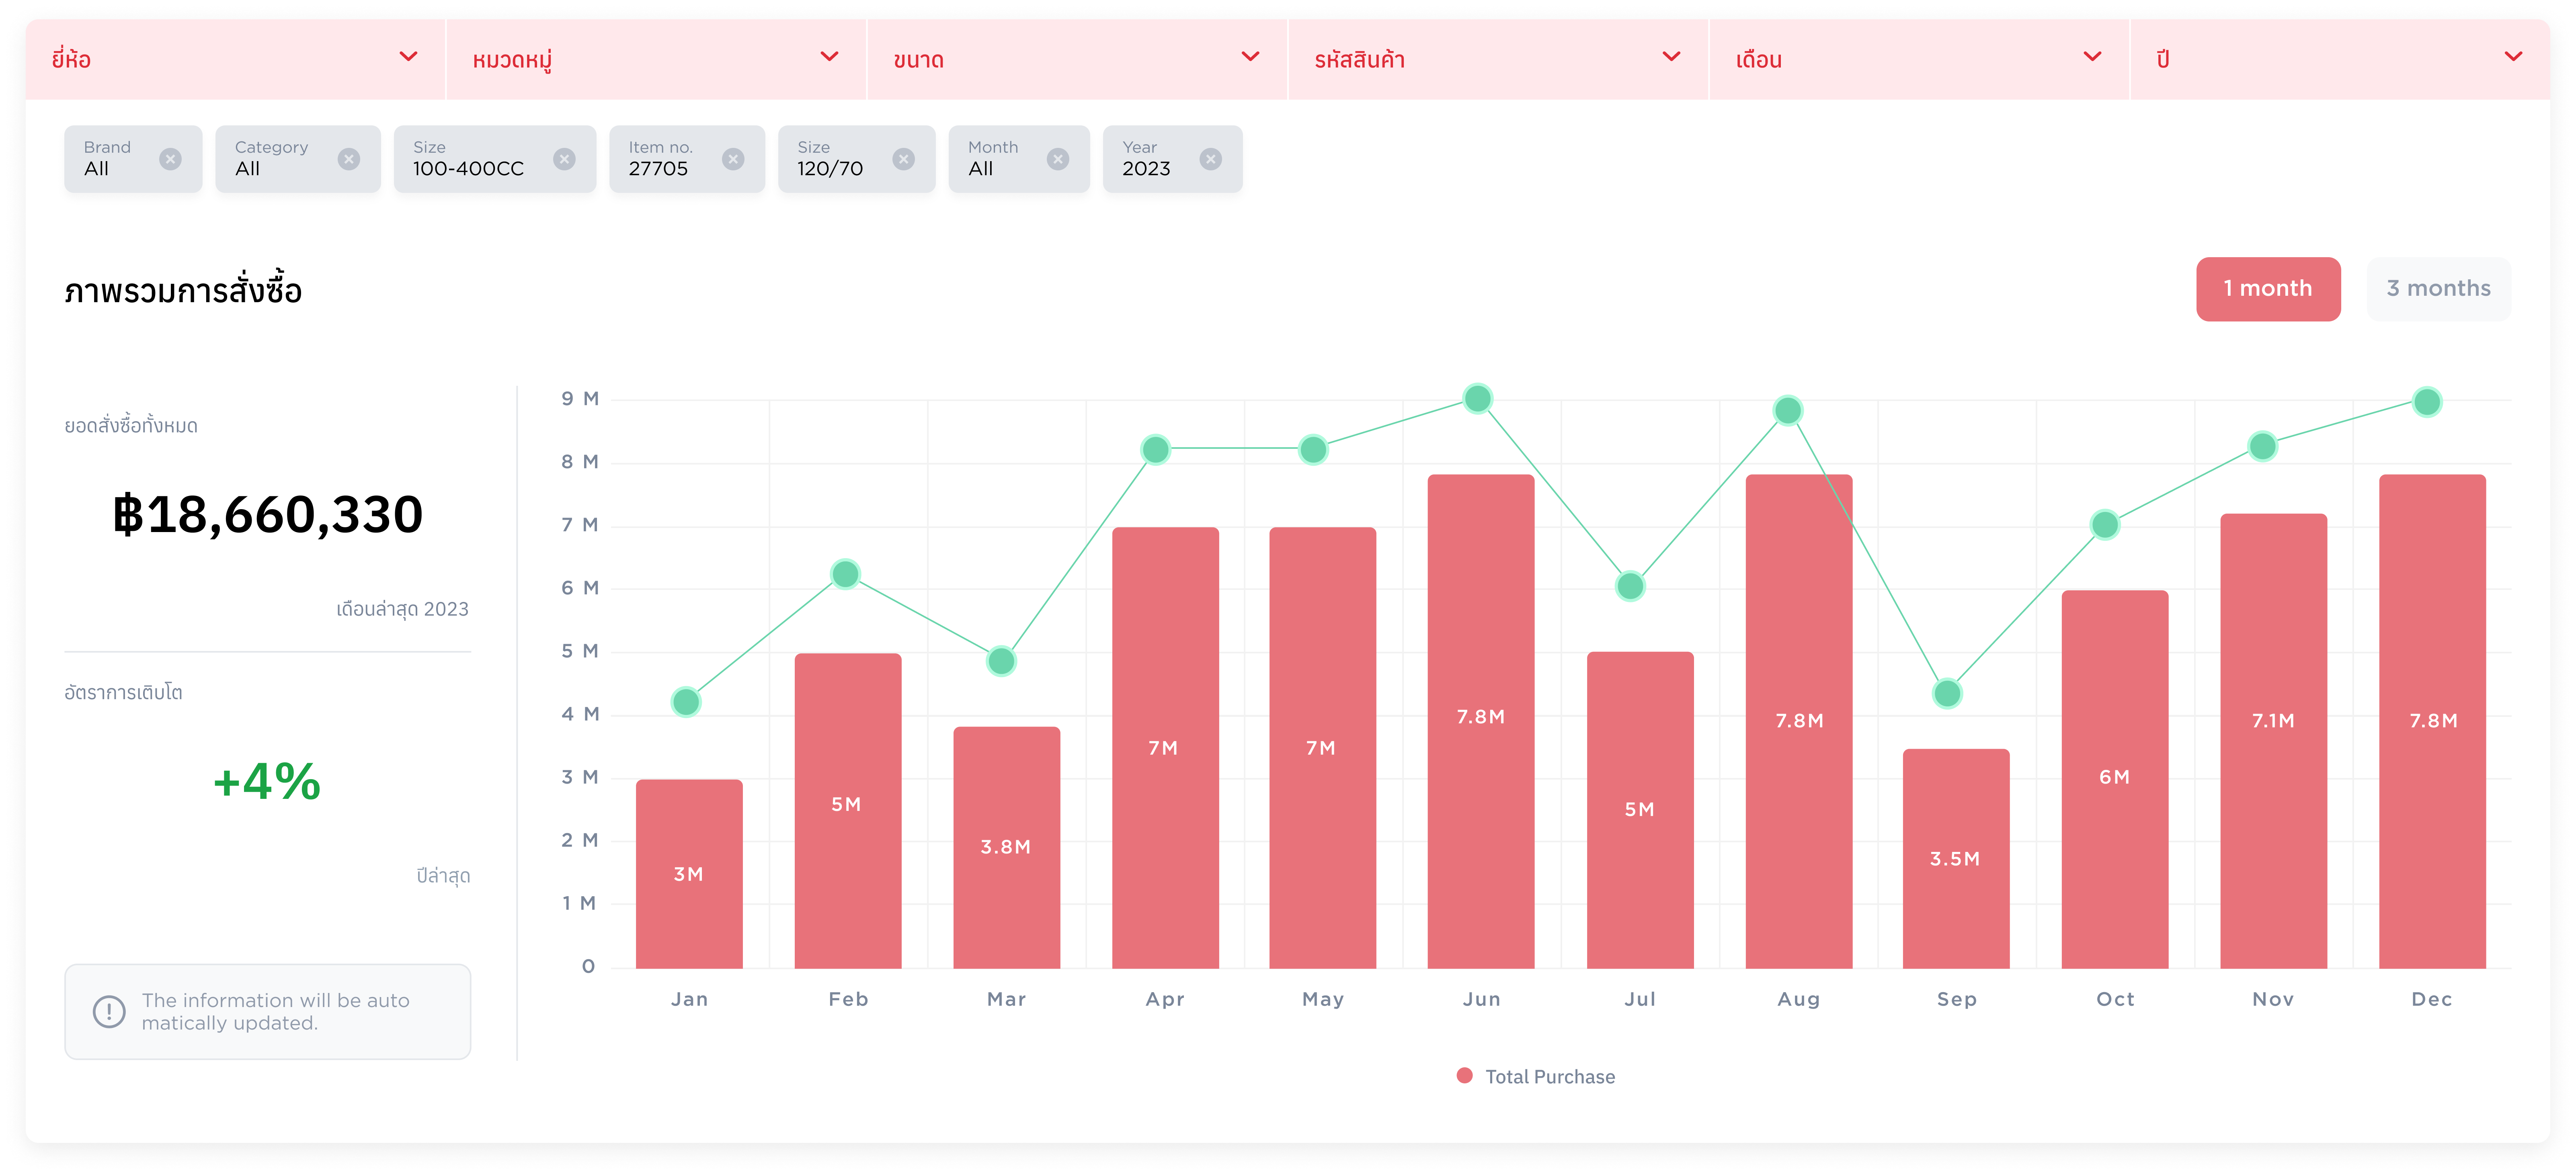 ยี่ห้อ
หมวดหมู่
ขนาด
รหัสสินค้า
เดือน
ปี
Brand
All
Category
All
Size
100-400CC
Item no.
27705
Size
120/70
Month
All
Year
2023
ภาพรวมการสั่งซื้อ
1 month
3 months
ยอดสั่งซื้อทั้งหมด
฿18,660,330
เดือนล่าสุด 2023
อัตราการเติบโต
+4%
ปีล่าสุด
The information will be auto
matically updated.
9 M
8 M
7 M
6 M
5 M
4 M
3 M
2 M
1 M
0
3M
5M
3.8M
7M
7M
7.8M
5M
7.8M
3.5M
6M
7.1M
7.8M
Jan
Feb
Mar
Apr
May
Jun
Jul
Aug
Sep
Oct
Nov
Dec
Total Purchase